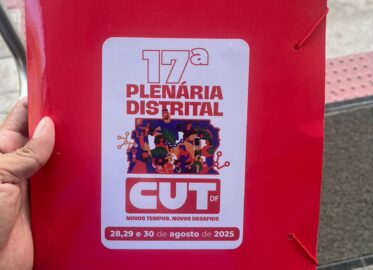 17ª
PLENÁRIA
DISTRITAL
CUT DF
NOVOS TEMPOS, NOVOS DESAFIOS
28,29 e 30 de agosto de 2025